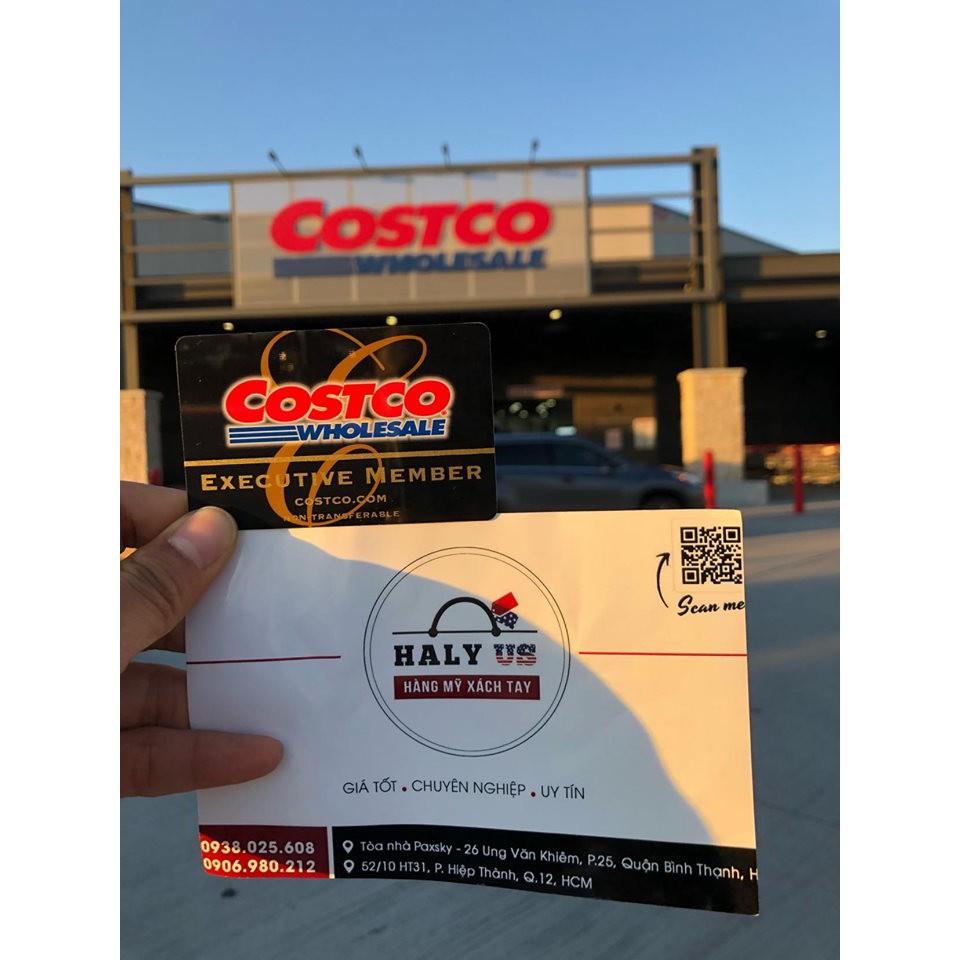 COSTCO
WHOLESALE
COSTCO
WHOLESALE
EXECUTIVE MEMBER
COSTCO.COM
NON-TRANSFERABLE
Scan me
HALY US
HÀNG MỸ XÁCH TAY
GIÁ TỐT . CHUYÊN NGHIỆP . UY TÍN
0938.025.608
0906.980.212
Tòa nhà Paxsky - 26 Ung Văn Khiêm, P.25, Quận Bình Thạnh, H
52/10 HT31, P. Hiệp Thành, Q.12, HCM